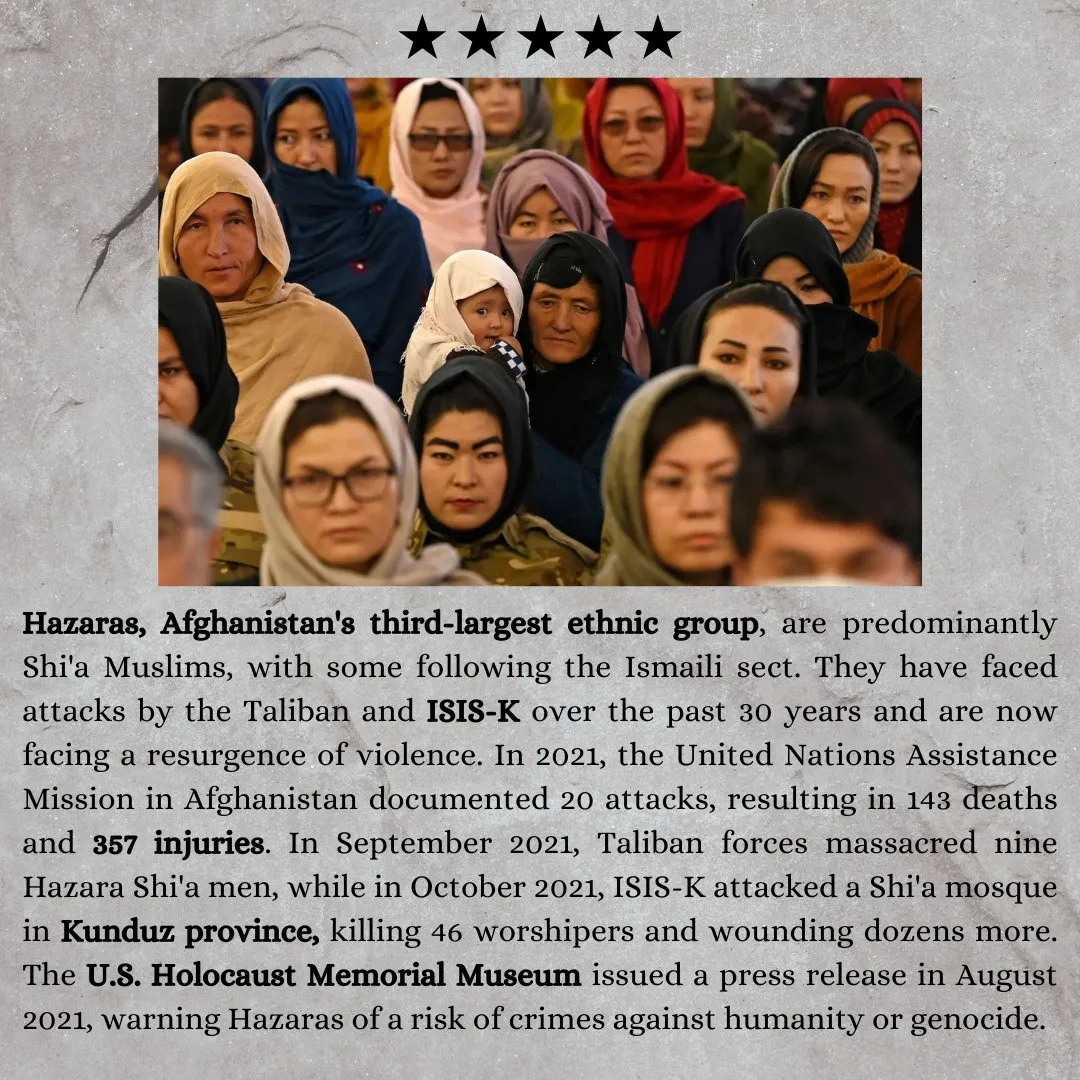 Hazaras, Afghanistan's third-largest ethnic group, are predominantly
Shi'a Muslims, with some following the Ismaili sect. They have faced
attacks by the Taliban and ISIS-K over the past 30 years and are now
facing a resurgence of violence. In 2021, the United Nations Assistance
Mission in Afghanistan documented 20 attacks, resulting in 143 deaths
and 357 injuries. In September 2021, Taliban forces massacred nine
Hazara Shi'a men, while in October 2021, ISIS-K attacked a Shi'a mosque
in Kunduz province, killing 46 worshipers and wounding dozens more.
The U.S. Holocaust Memorial Museum issued a press release in August
2021, warning Hazaras of a risk of crimes against humanity or genocide.